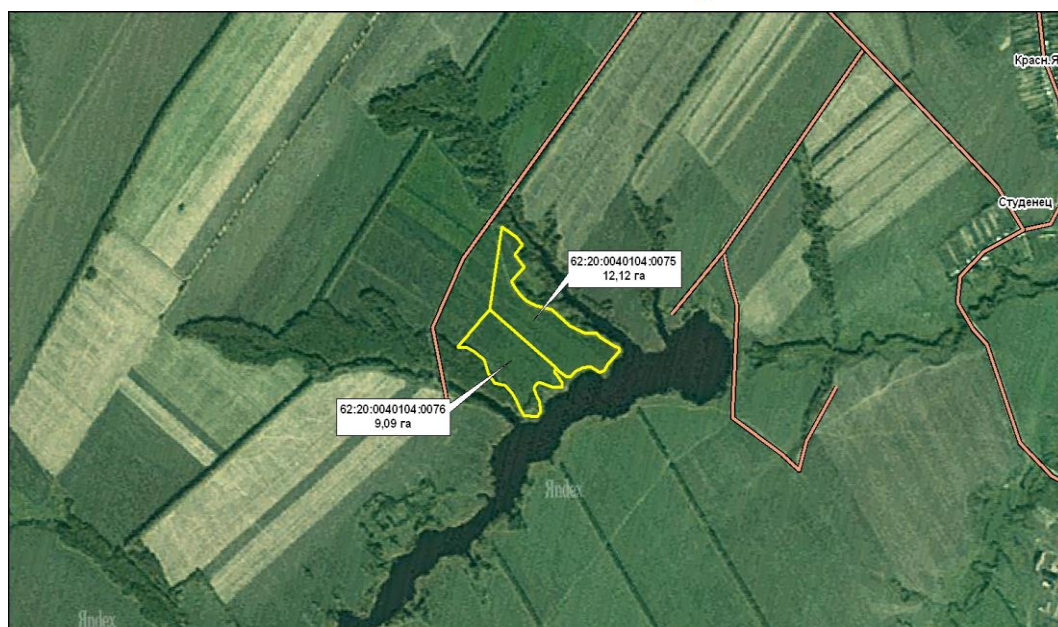 Красн.Я
Студенец
62:20:0040104:0075
12,12 га
62:20:0040104:0076
9,09 га
Яndex
Яndex